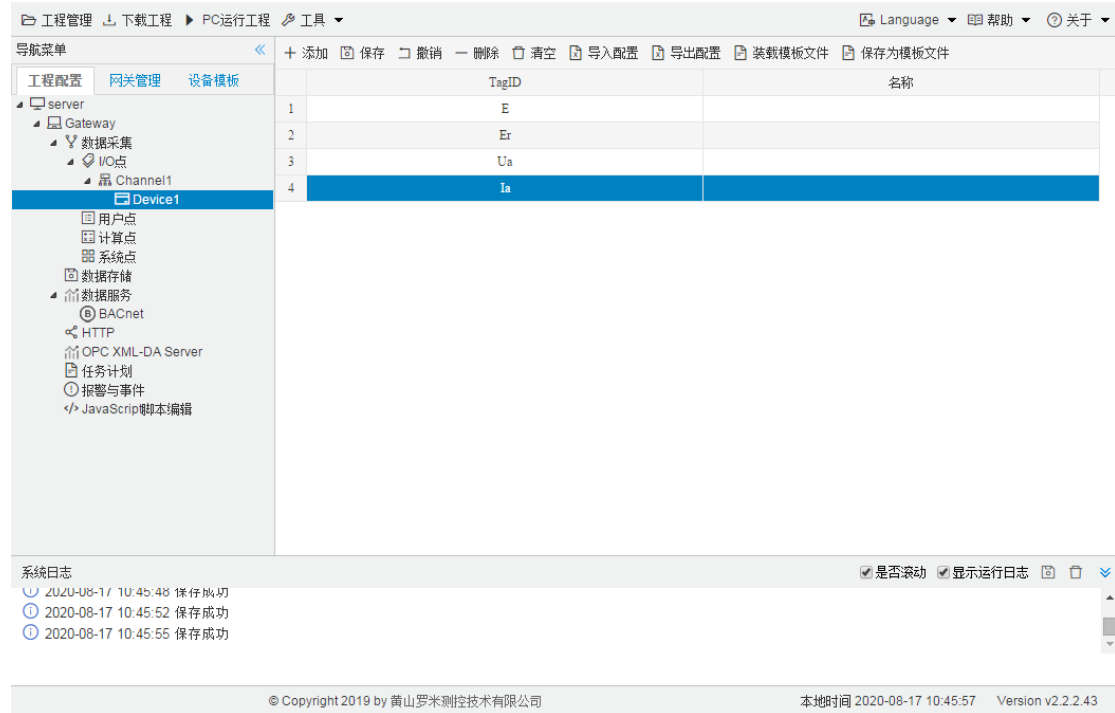 工程管理 下载工程 PC运行工程 工具 Language 帮助 关于
导航菜单
添加 保存 撤销 删除 清空 导入配置 导出配置 装载模板文件 保存为模板文件
工程配置 网关管理 设备模板
TagID 名称
server
Gateway
数据采集
I/O点
Channel1
Device1
用户点
计算点
系统点
数据存储
数据服务
BACnet
HTTP
OPC XML-DA Server
任务计划
报警与事件
JavaScript脚本编辑
1 E
2 Er
3 Ua
4 Ia
系统日志 是否滚动 显示运行日志
2020-08-17 10:45:48 保存成功
2020-08-17 10:45:52 保存成功
2020-08-17 10:45:55 保存成功
© Copyright 2019 by 黄山罗米测控技术有限公司 本地时间 2020-08-17 10:45:57 Version v2.2.2.43